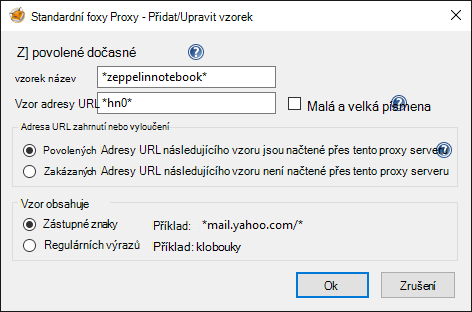 Standardní foxy Proxy - Přidat/Upravit vzorek
Z] povolené dočasné
vzorek název *zeppelinnotebook*
Vzor adresy URL *hn0* Malá a velká písmena
Adresa URL zahrnutí nebo vyloučení
Povolených Adresy URL následujícího vzoru jsou načtené přes tento proxy serveru
Zakázaných Adresy URL následujícího vzoru není načtené přes tento proxy serveru
Vzor obsahuje
Zástupné znaky Příklad: *mail.yahoo.com/*
Regulárních výrazů Příklad: klobouky
Ok Zrušení